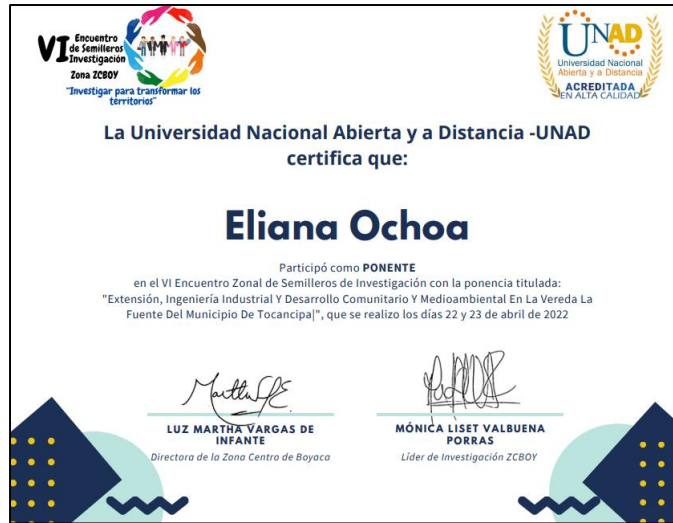 VI Encuentro
de Semilleros
Investigación
Zona ZCBOY
"Investigar para transformar los
territorios"
UNAD
Universidad Nacional
Abierta y a Distancia
ACREDITADA
EN ALTA CALIDAD
La Universidad Nacional Abierta y a Distancia -UNAD
certifica que:
Eliana Ochoa
Participó como PONENTE
en el VI Encuentro Zonal de Semilleros de Investigación con la ponencia titulada:
"Extensión, Ingeniería Industrial Y Desarrollo Comunitario Y Medioambiental En La Vereda La
Fuente Del Municipio De Tocancipa|", que se realizo los días 22 y 23 de abril de 2022
LUZ MARTHA VARGAS DE
INFANTE
Directora de la Zona Centro de Boyaca
MÓNICA LISET VALBUENA
PORRAS
Líder de Investigación ZCBOY